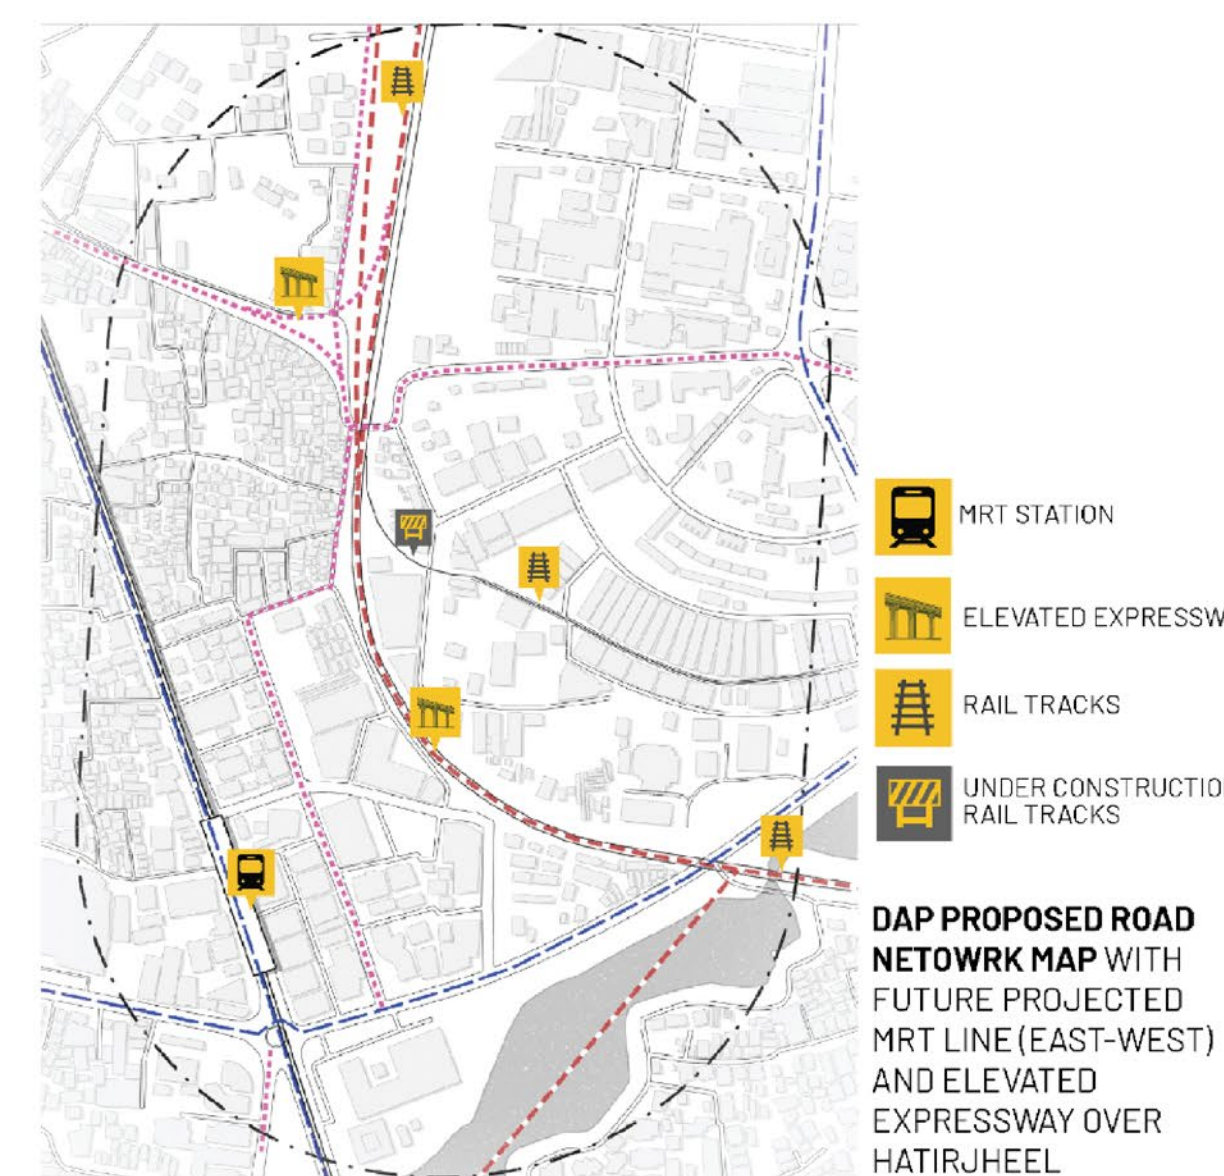 MRT STATION
ELEVATED EXPRESSW
RAIL TRACKS
UNDER CONSTRUCTIO
RAIL TRACKS
DAP PROPOSED ROAD
NETOWRK MAP WITH
FUTURE PROJECTED
MRT LINE (EAST-WEST)
AND ELEVATED
EXPRESSWAY OVER
HATIRJHEEL